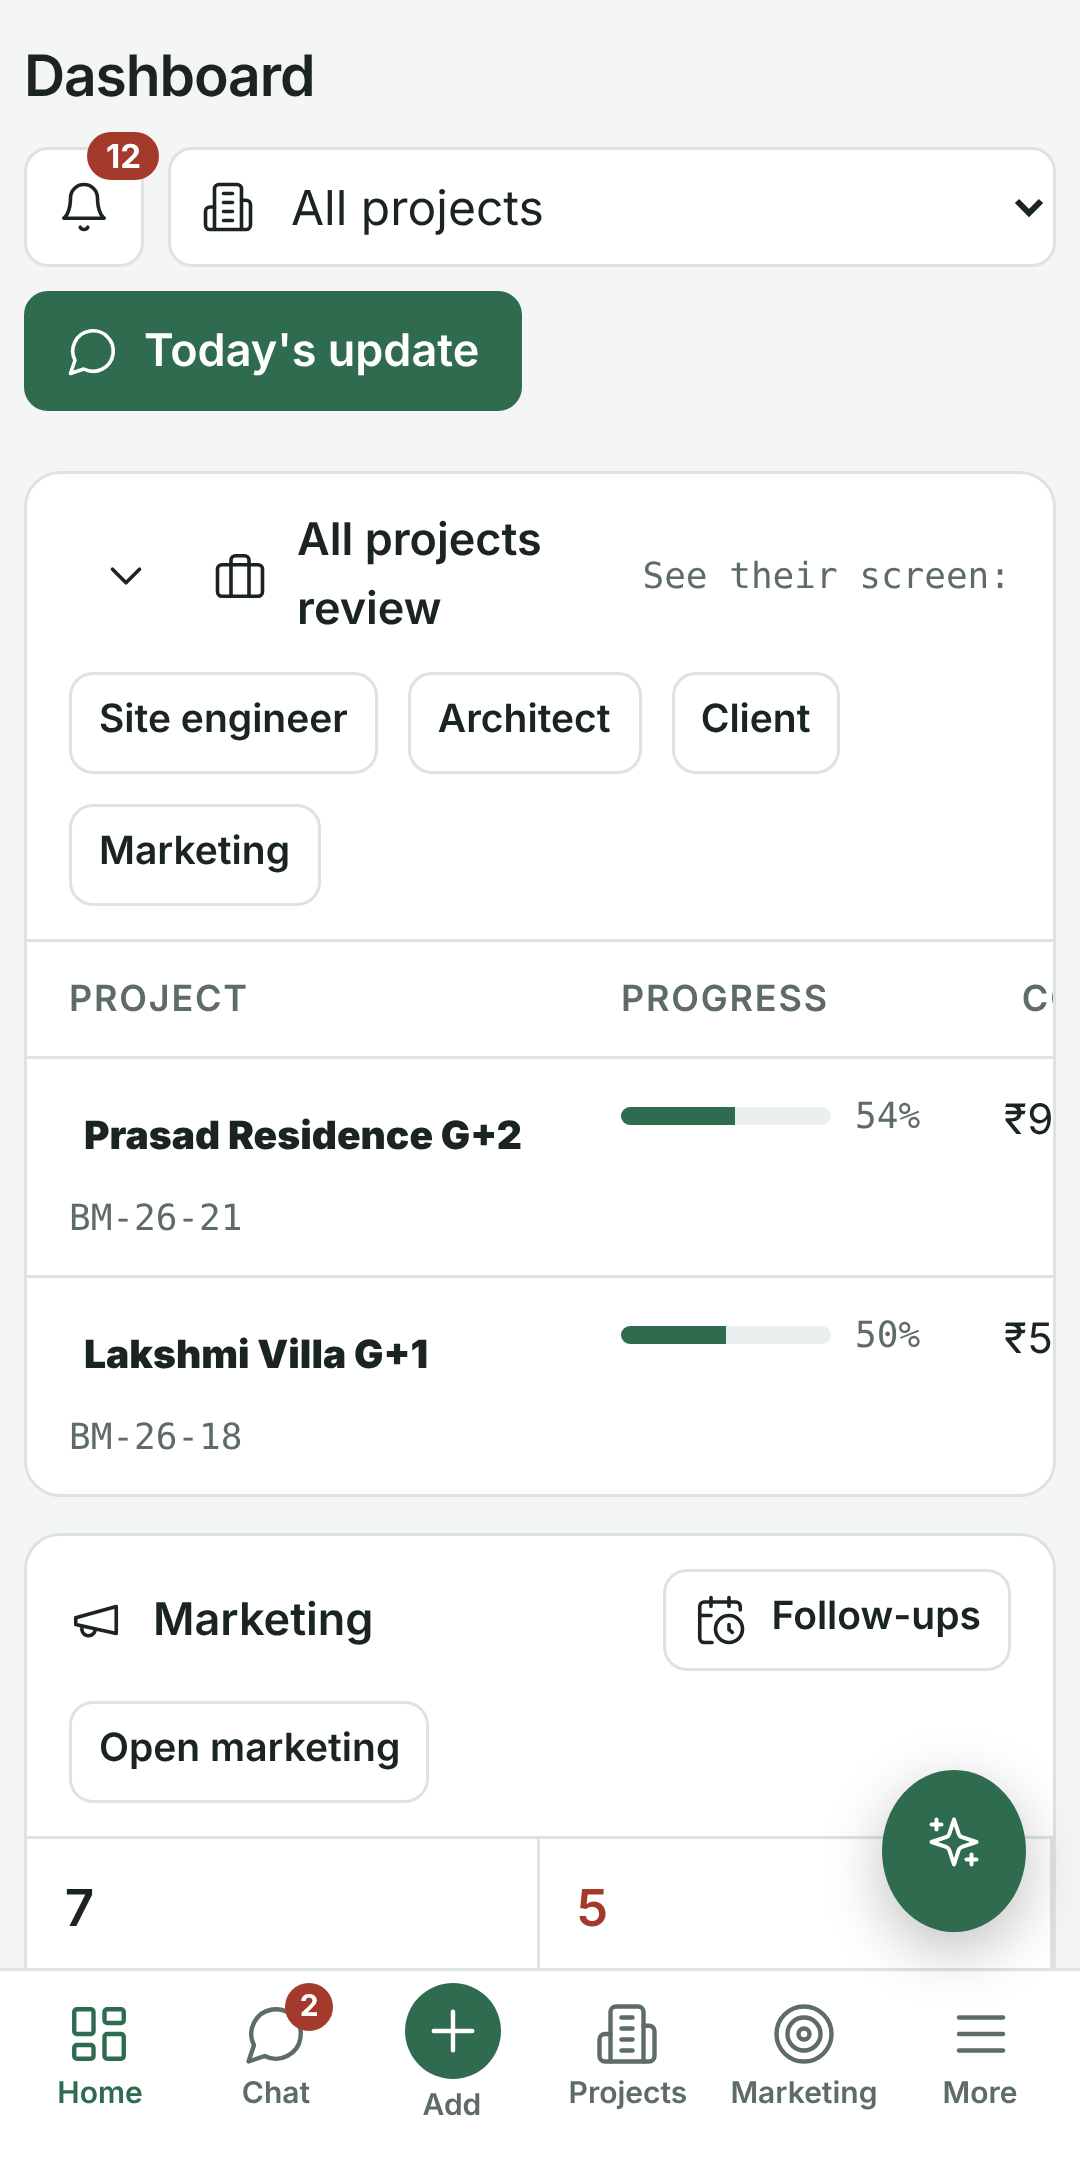 Dashboard
12
All projects
Today's update
All projects
review
See their screen:
Site engineer
Architect
Client
Marketing
PROJECT PROGRESS
Prasad Residence G+2 54% ₹9
BM-26-21
Lakshmi Villa G+1 50% ₹5
BM-26-18
Marketing
Follow-ups
Open marketing
7 5
2
Home Chat Add Projects Marketing More